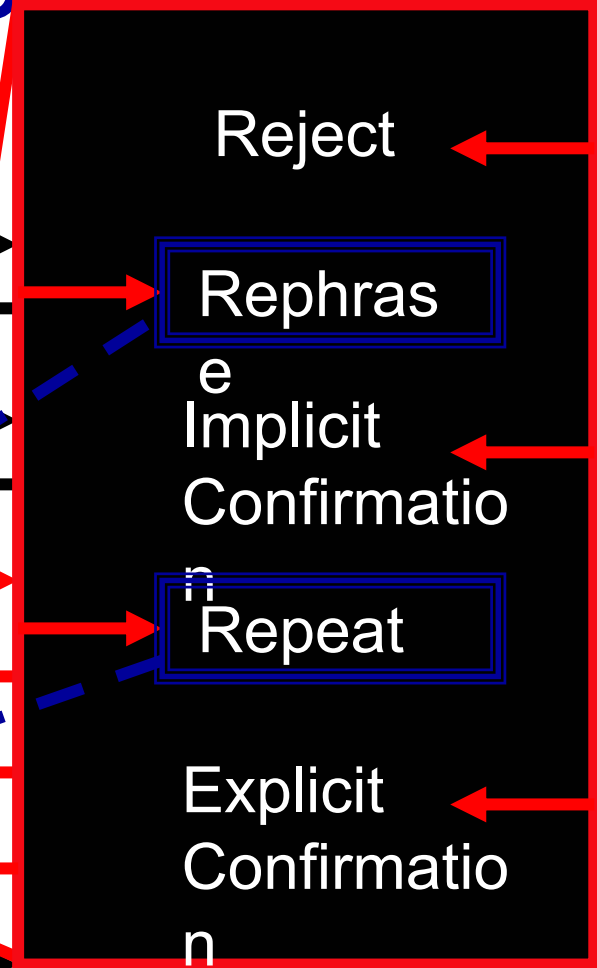 Reject
Rephras
e
Implicit
Confirmatio
n
Repeat
Explicit
Confirmatio
n